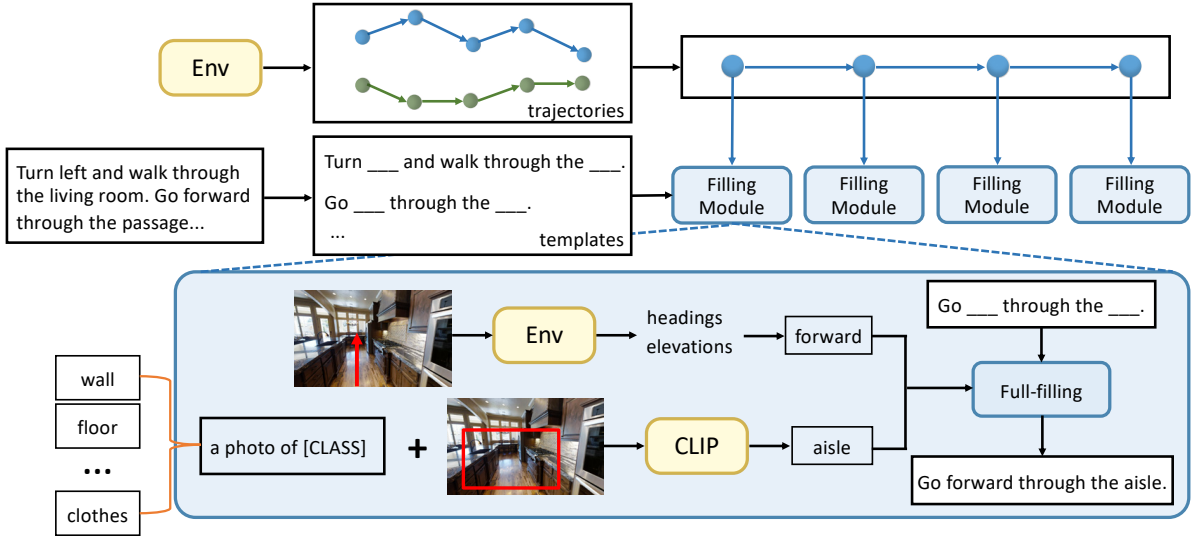 Env
trajectories
Turn left and walk through
the living room. Go forward
through the passage...
Turn ___ and walk through the ___.
Go ___ through the ___.
...
templates
Filling
Module
Filling
Module
Filling
Module
Filling
Module
Env
headings
elevations
forward
Go ___ through the ___.
Full-filling
wall
floor
...
clothes
a photo of [CLASS]
+
CLIP
aisle
Go forward through the aisle.